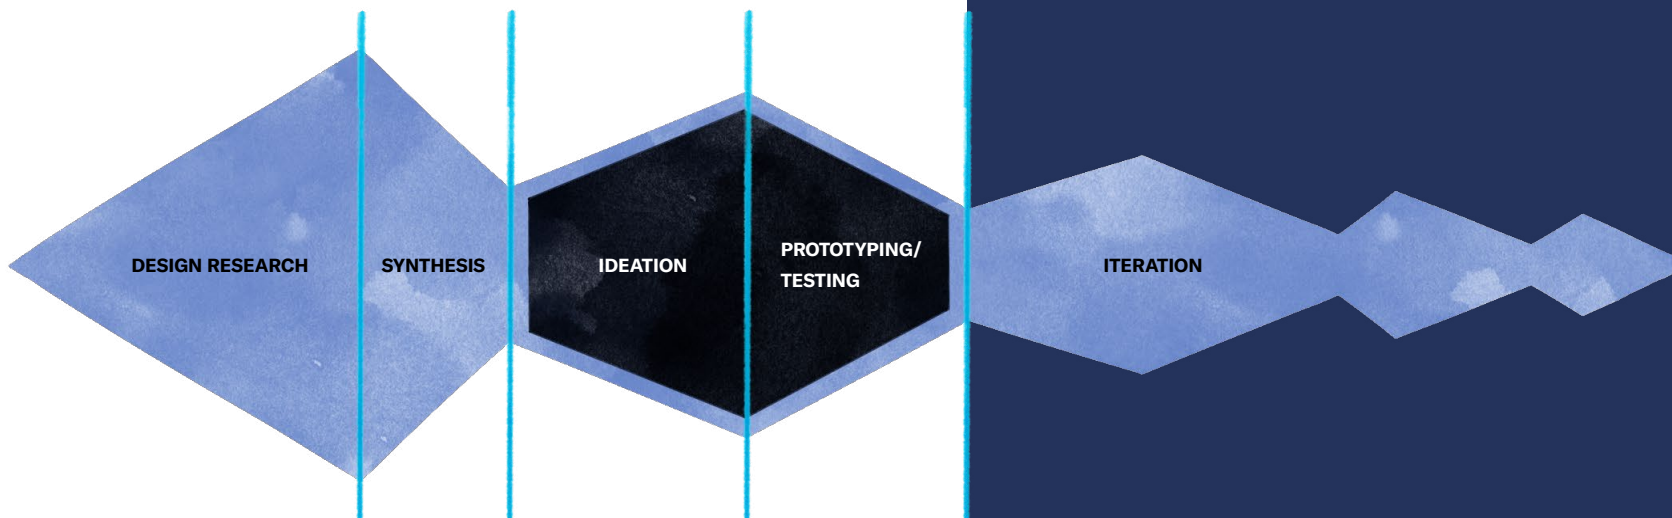 DESIGN RESEARCH
SYNTHESIS
IDEATION
PROTOTYPING/
TESTING
ITERATION